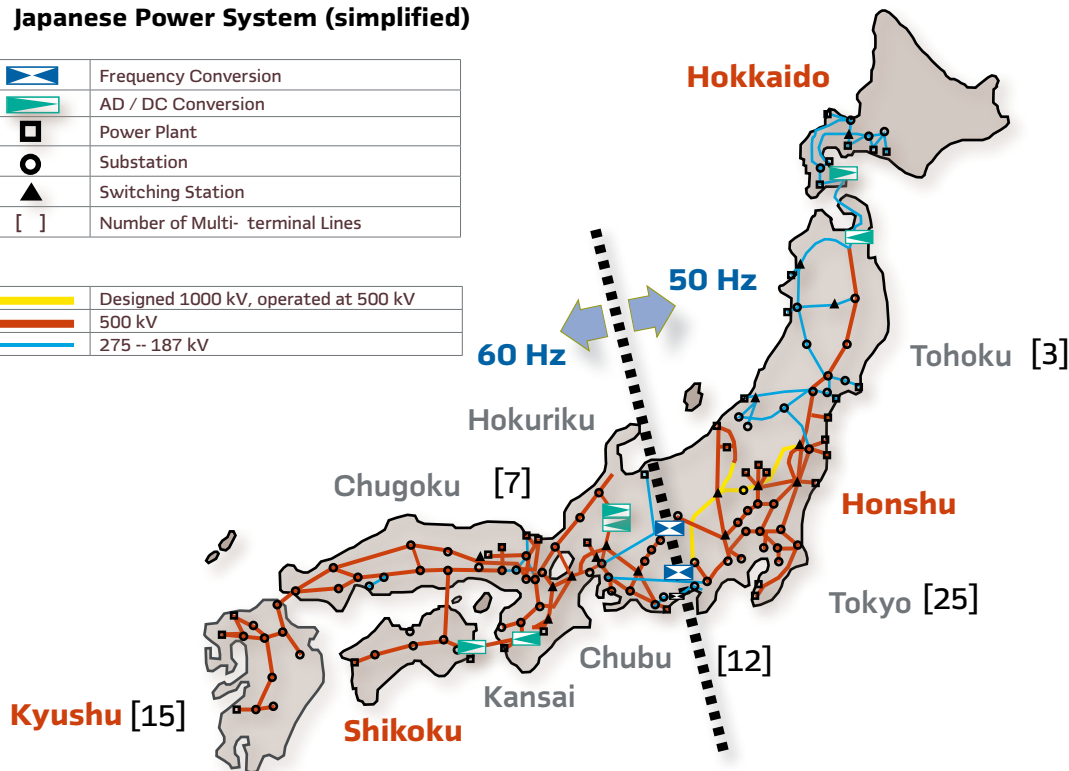 Japanese Power System (simplified)
Frequency Conversion
AD / DC Conversion
Power Plant
Substation
Switching Station
[ ] Number of Multi- terminal Lines
Designed 1000 kV, operated at 500 kV
500 kV
275 -- 187 kV
Hokkaido
50 Hz
60 Hz
Tohoku [3]
Hokuriku
Chugoku [7]
Honshu
Tokyo [25]
Chubu [12]
Kansai
Kyushu [15]
Shikoku